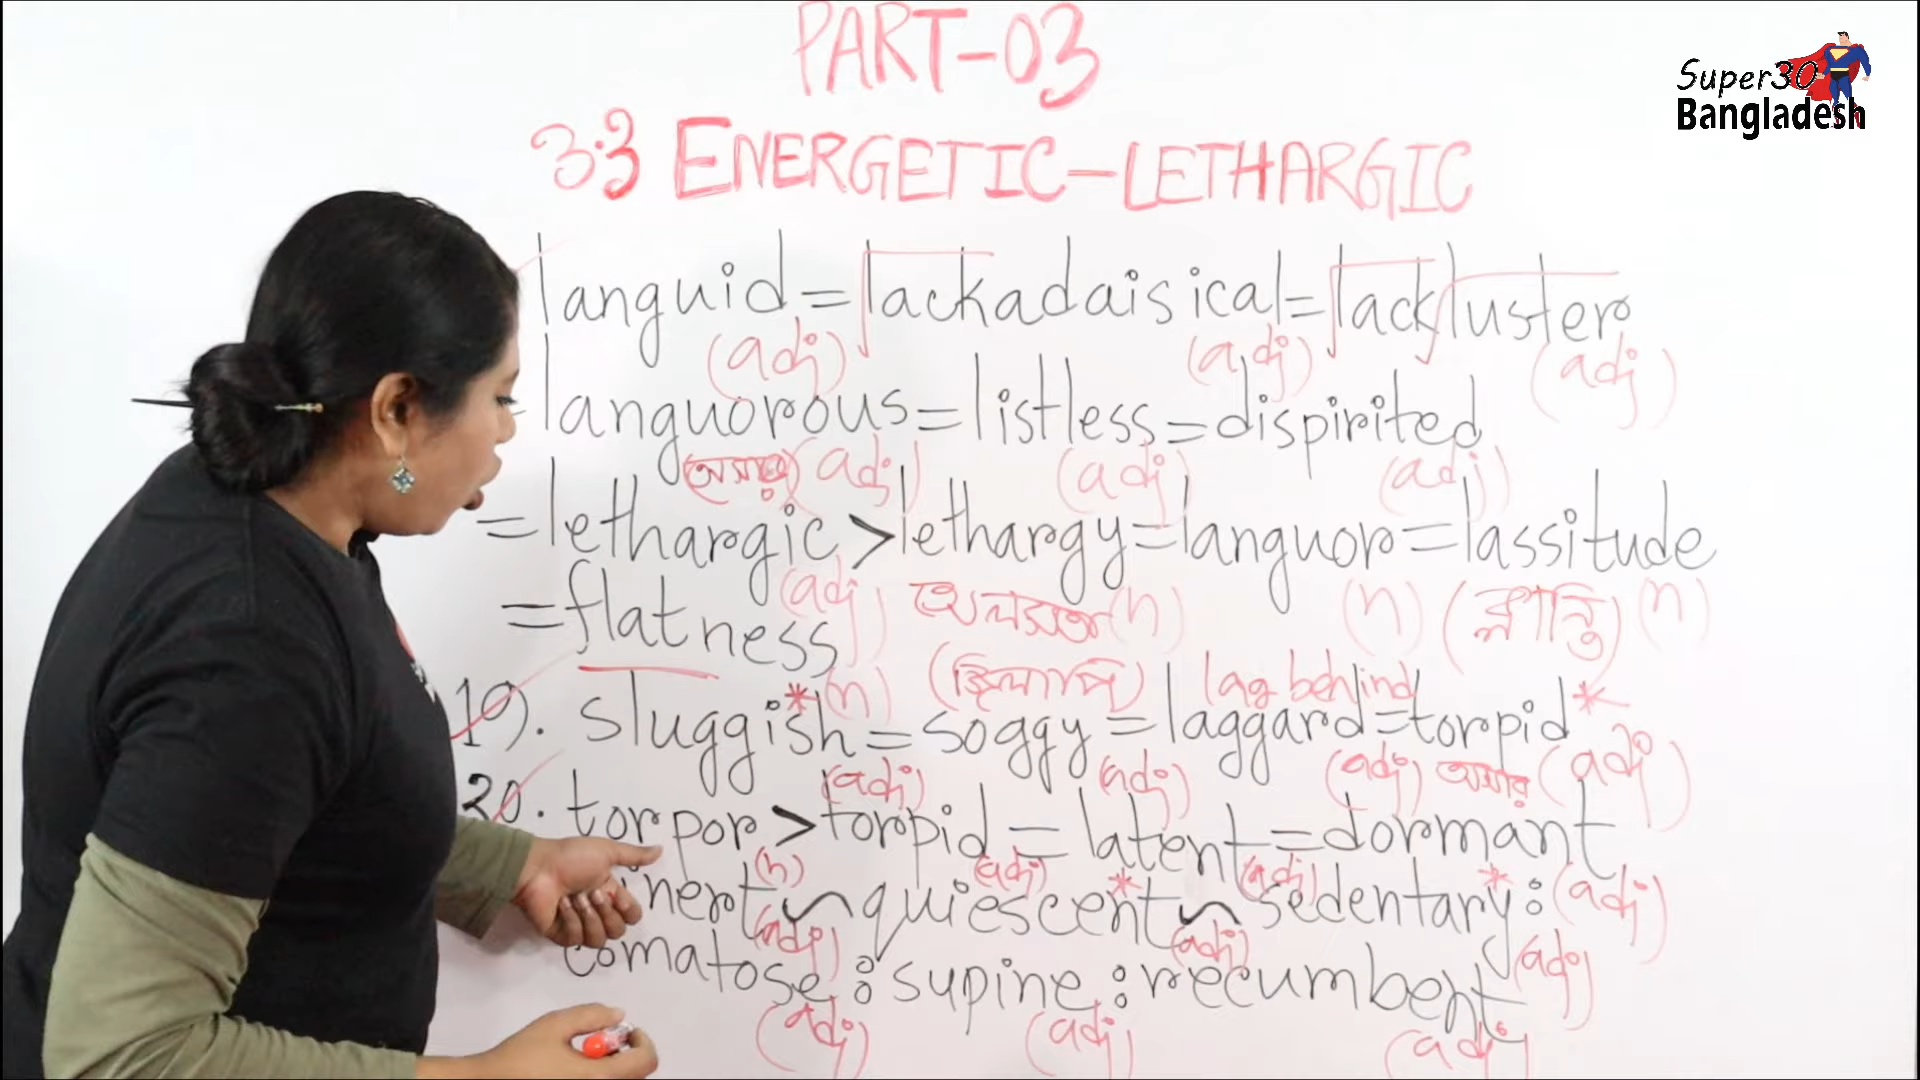 PART-03
Super30
Bangladesh
3.3 ENERGETIC-LETHARGIC
languid = lackadaisical = lackluster
(adj) (adj) (adj)
languorous = listless = dispirited
(অসার) (adj) (adj) (adj)
= lethargic > lethargy = languor = lassitude
(adj) (n) (n) (ক্লান্তি) (n)
= flatness
(n) lag behind
19. sluggish* = soggy = laggard = torpid*
(adj) (adj) (adj) অসার (adj)
20. torpor > torpid = latent = dormant
(n) (adj) (adj) (adj)
inert ~ quiescent* ~ sedentary* :
(adj) (adj) (adj)
comatose : supine : recumbent
(adj) (adj) (adj)